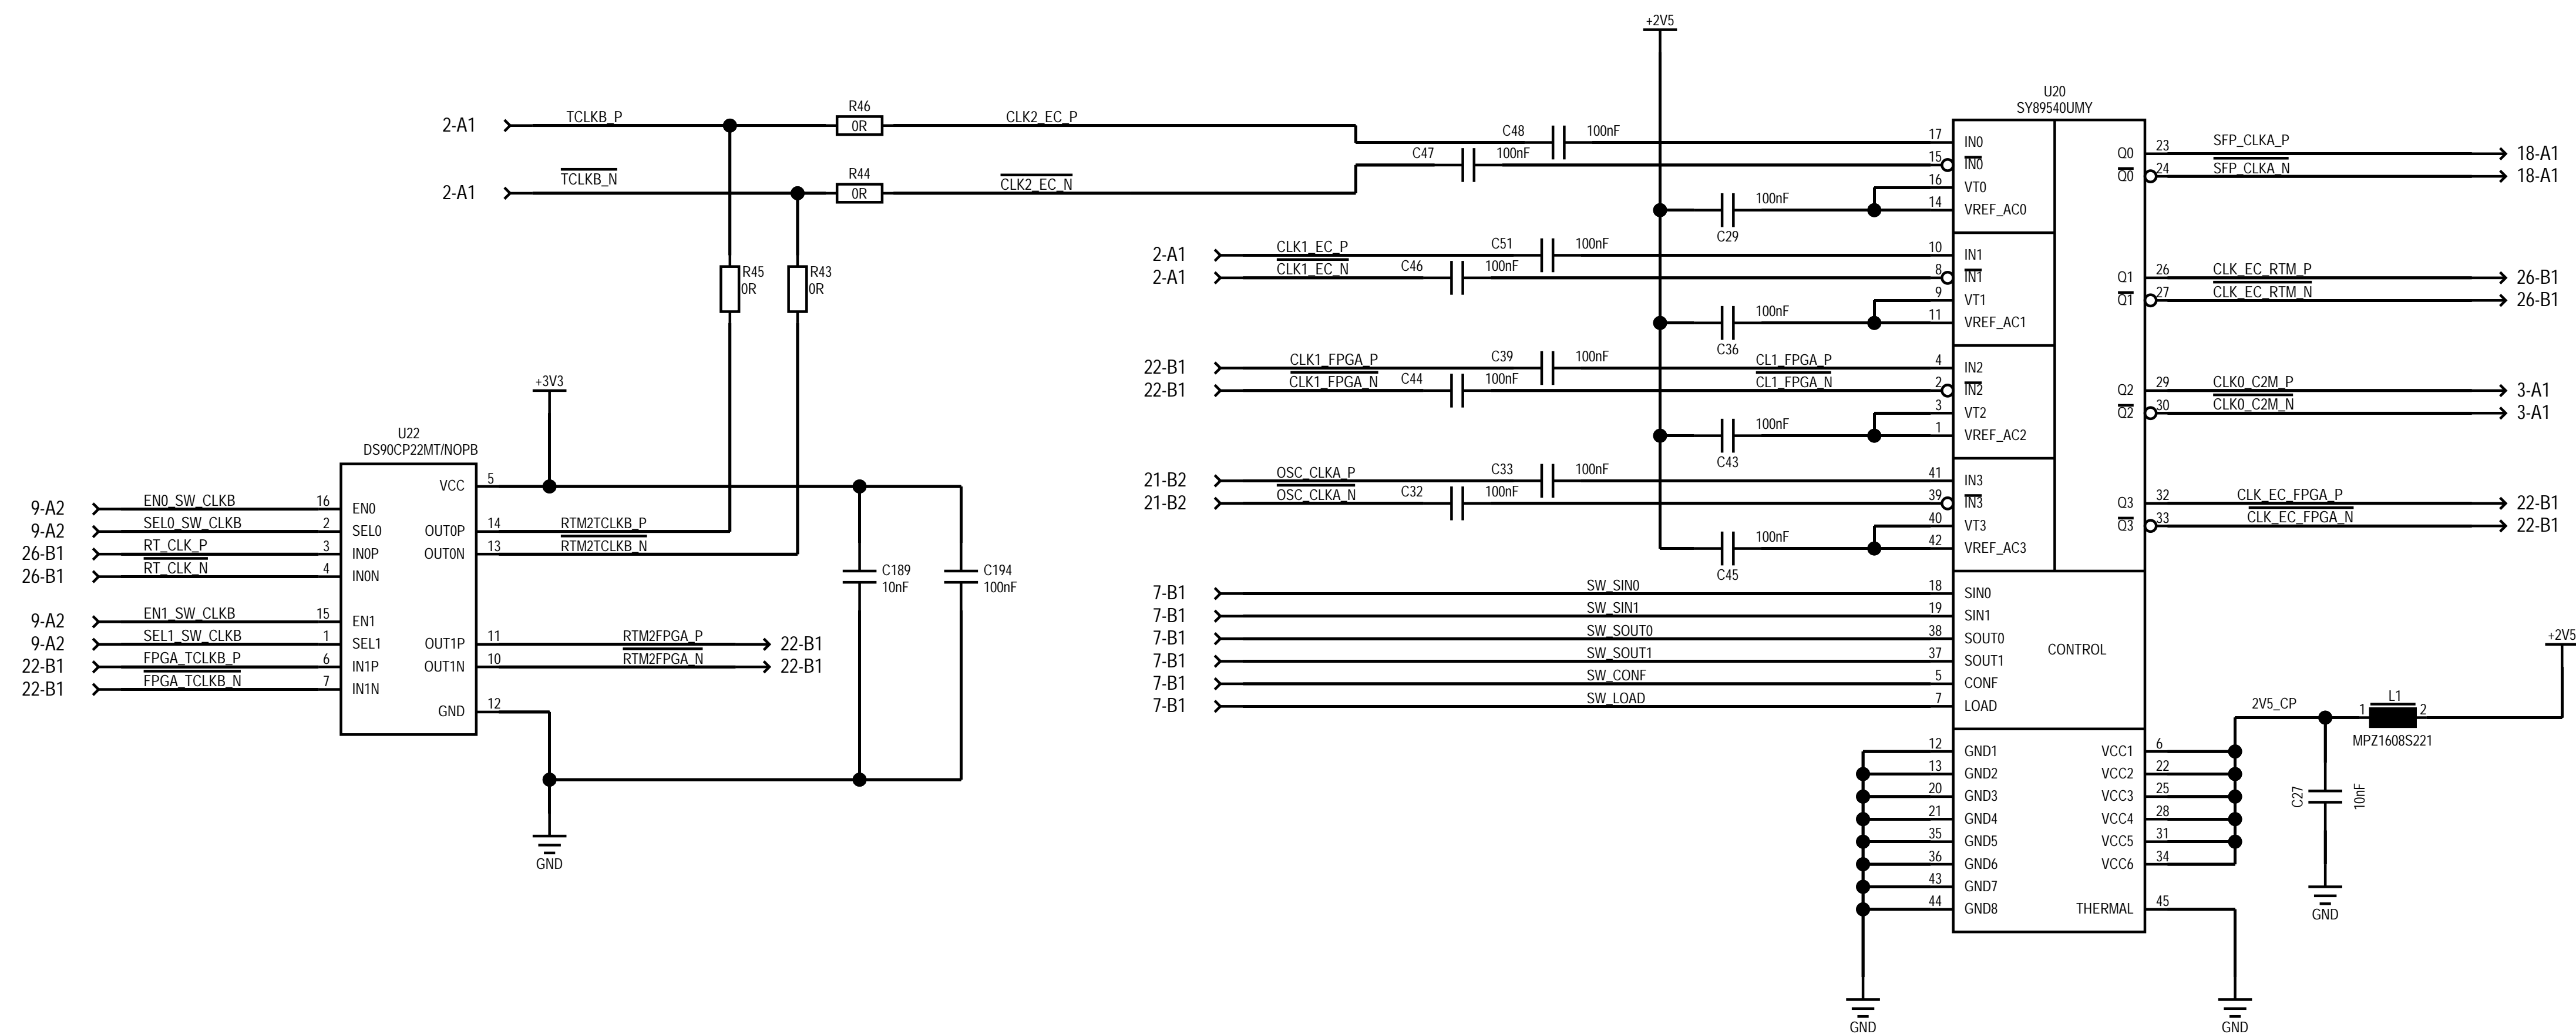 +2V5
U20
SY89540UMY
2-A1 TCLKB_P R46 0R CLK2_EC_P
2-A1 TCLKB_N R44 0R CLK2_EC_N
C48 100nF 17 IN0
C47 100nF 15 IN0
16 VT0
C29 100nF 14 VREF_AC0
Q0 23 SFP_CLKA_P 18-A1
Q0 24 SFP_CLKA_N 18-A1
R45 0R
R43 0R
2-A1 CLK1_EC_P C51 100nF 10 IN1
2-A1 CLK1_EC_N C46 100nF 8 IN1
9 VT1
C36 100nF 11 VREF_AC1
Q1 26 CLK_EC_RTM_P 26-B1
Q1 27 CLK_EC_RTM_N 26-B1
22-B1 CLK1_FPGA_P C39 100nF CL1_FPGA_P 4 IN2
22-B1 CLK1_FPGA_N C44 100nF CL1_FPGA_N 2 IN2
3 VT2
C43 100nF 1 VREF_AC2
Q2 29 CLK0_C2M_P 3-A1
Q2 30 CLK0_C2M_N 3-A1
21-B2 OSC_CLKA_P C33 100nF 41 IN3
21-B2 OSC_CLKA_N C32 100nF 39 IN3
40 VT3
C45 100nF 42 VREF_AC3
Q3 32 CLK_EC_FPGA_P 22-B1
Q3 33 CLK_EC_FPGA_N 22-B1
+3V3
U22
DS90CP22MT/NOPB
VCC 5
9-A2 EN0_SW_CLKB 16 EN0
9-A2 SEL0_SW_CLKB 2 SEL0 OUT0P 14 RTM2TCLKB_P
26-B1 RT_CLK_P 3 IN0P OUT0N 13 RTM2TCLKB_N
26-B1 RT_CLK_N 4 IN0N
9-A2 EN1_SW_CLKB 15 EN1
9-A2 SEL1_SW_CLKB 1 SEL1 OUT1P 11 RTM2FPGA_P 22-B1
22-B1 FPGA_TCLKB_P 6 IN1P OUT1N 10 RTM2FPGA_N 22-B1
22-B1 FPGA_TCLKB_N 7 IN1N
GND 12
C189 10nF
C194 100nF
GND
7-B1 SW_SIN0 18 SIN0
7-B1 SW_SIN1 19 SIN1
7-B1 SW_SOUT0 38 SOUT0
7-B1 SW_SOUT1 37 SOUT1
7-B1 SW_CONF 5 CONF
7-B1 SW_LOAD 7 LOAD
CONTROL
+2V5
2V5_CP 1 L1 2
MPZ1608S221
C27 10nF
GND
12 GND1 VCC1 6
13 GND2 VCC2 22
20 GND3 VCC3 25
21 GND4 VCC4 28
35 GND5 VCC5 31
36 GND6 VCC6 34
43 GND7
44 GND8 THERMAL 45
GND
GND